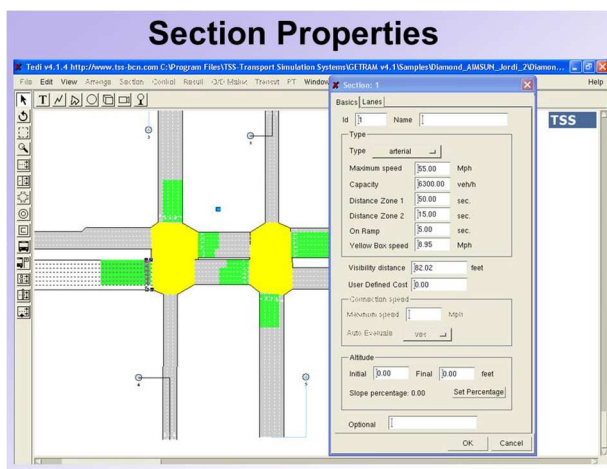 Section Properties
Tedi v4.1.4 http://www.tss-bcn.com C:\Program Files\TSS-Transport Simulation Systems\GETRAM v4.1\Samples\Diamond_AIMSUN_Jordi_2\Diamon...
File Edit View Arrange Section Control Result O/D Matrix Transit PT Window
Help
Section: 1
Basics Lanes
Id 1 Name
TSS
Type
Type arterial
Maximum speed 55.00 Mph
Capacity 6300.00 veh/h
Distance Zone 1 50.00 sec.
Distance Zone 2 15.00 sec.
On Ramp 5.00 sec.
Yellow Box speed 8.95 Mph
Visibility distance 82.02 feet
User Defined Cost 0.00
Connection speed
Maximum speed Mph
Auto Evaluate yes
Altitude
Initial 0.00 Final 0.00 feet
Slope percentage: 0.00 Set Percentage
Optional
OK Cancel